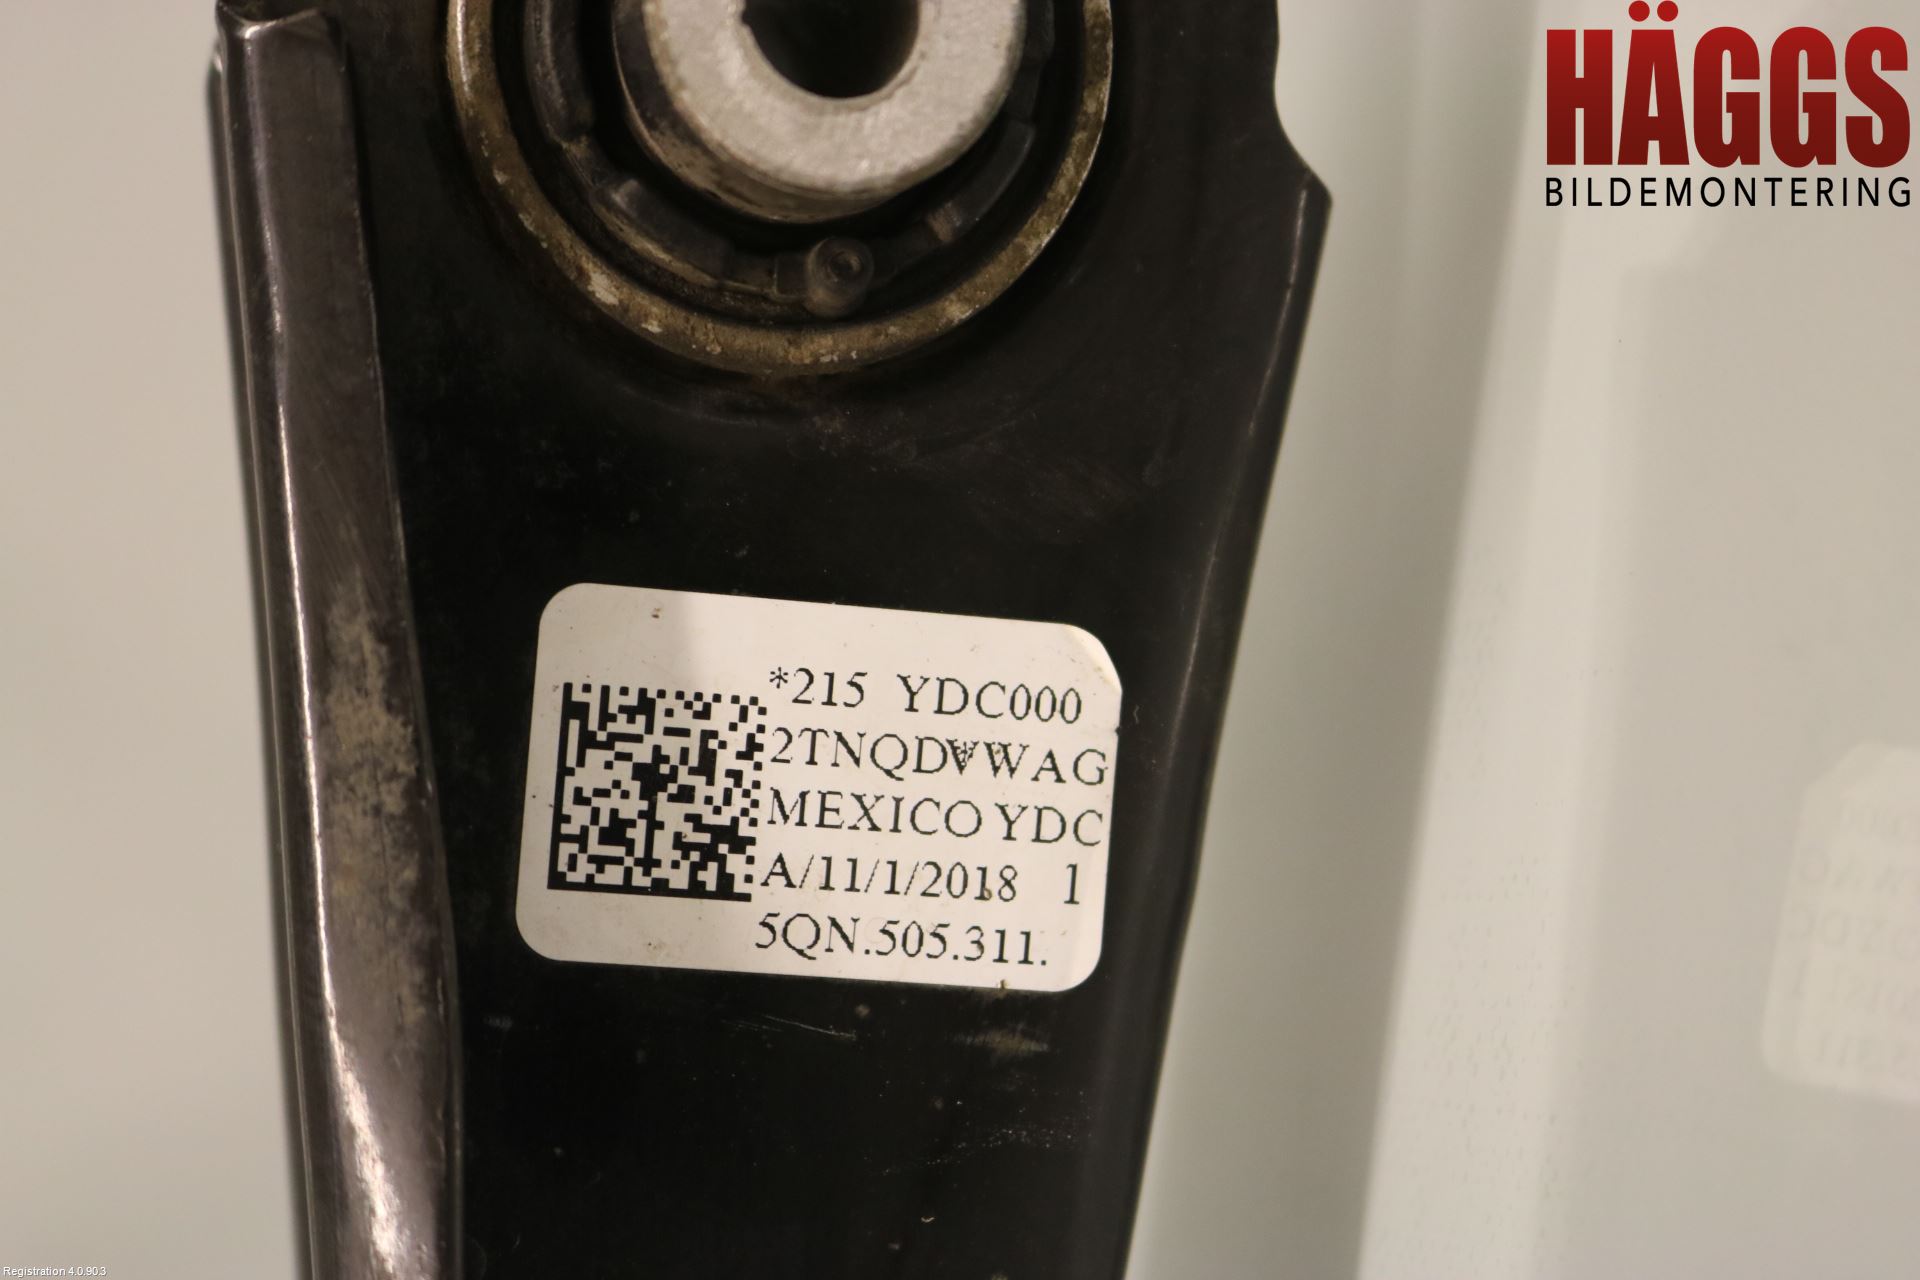 HÄGGS
BILDEMONTERING
*215 YDC000
2TNQDVWAG
MEXICO YDC
A/11/1/2018 1
5QN.505.311.
Registration 4.0.90.3